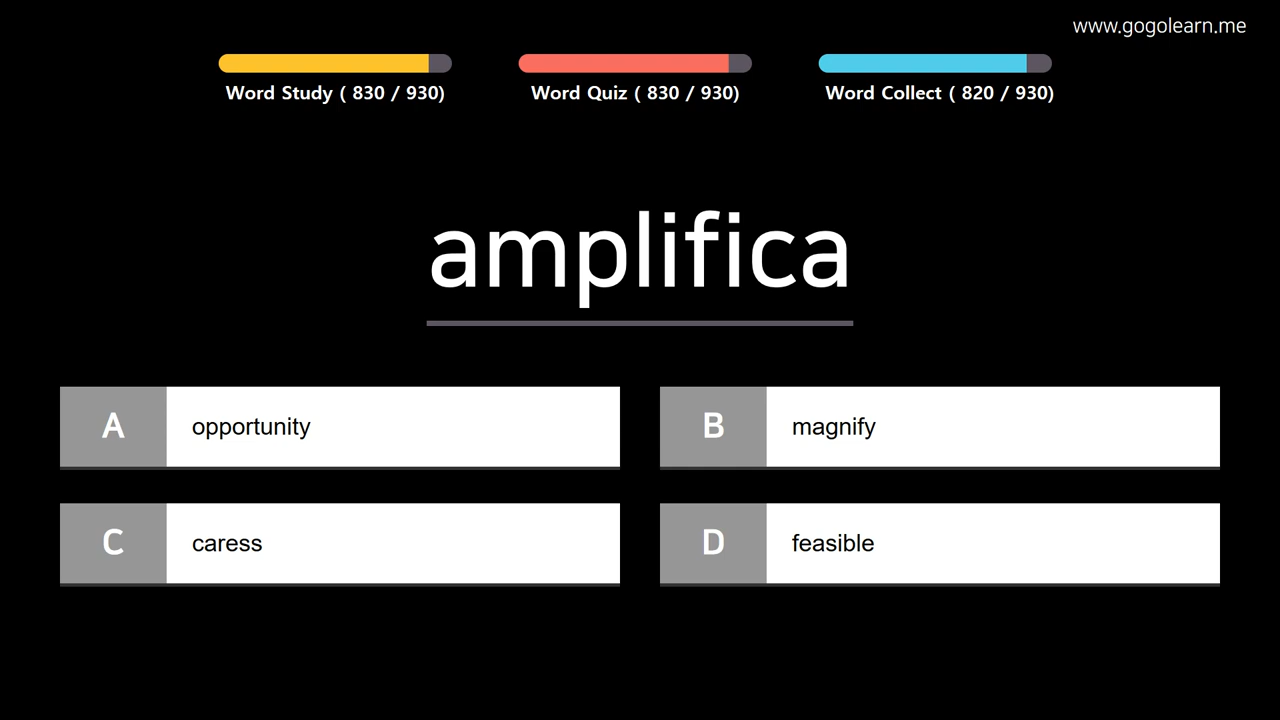 www.gogolearn.me
Word Study ( 830 / 930)
Word Quiz ( 830 / 930)
Word Collect ( 820 / 930)
amplifica
A opportunity
B magnify
C caress
D feasible